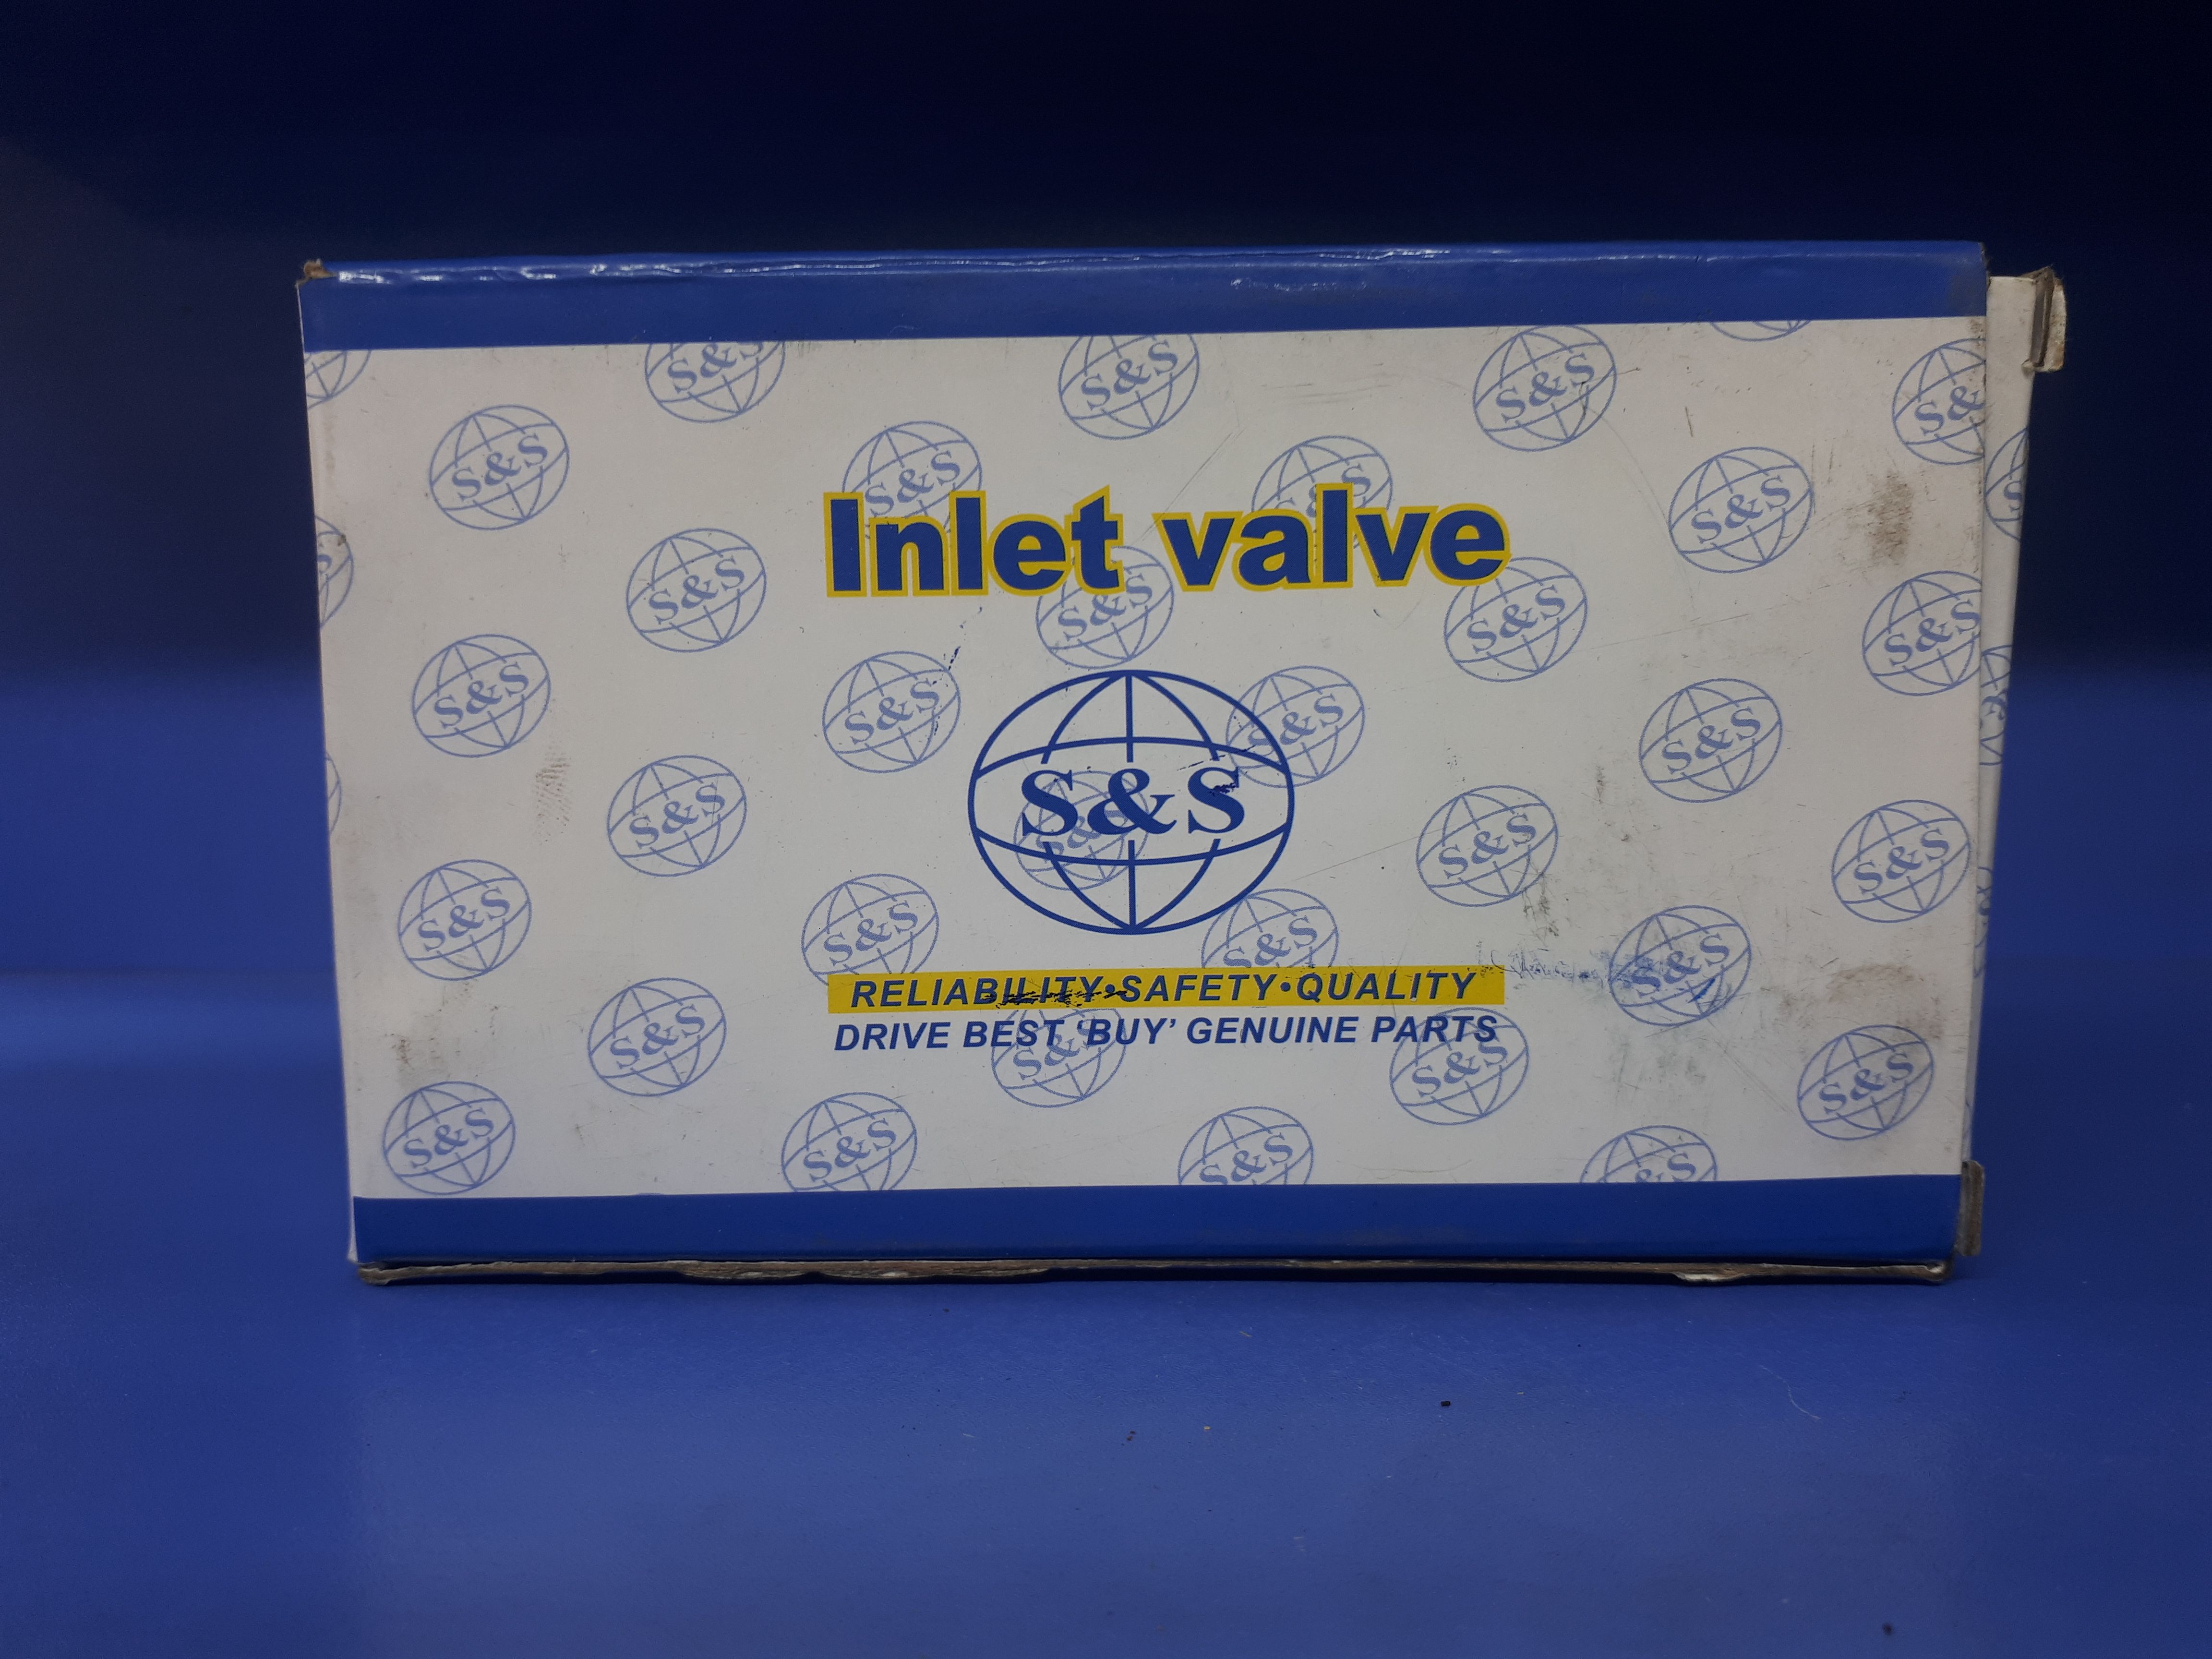 Inlet valve
S&S
RELIABILITY•SAFETY•QUALITY
DRIVE BEST ‘BUY’ GENUINE PARTS